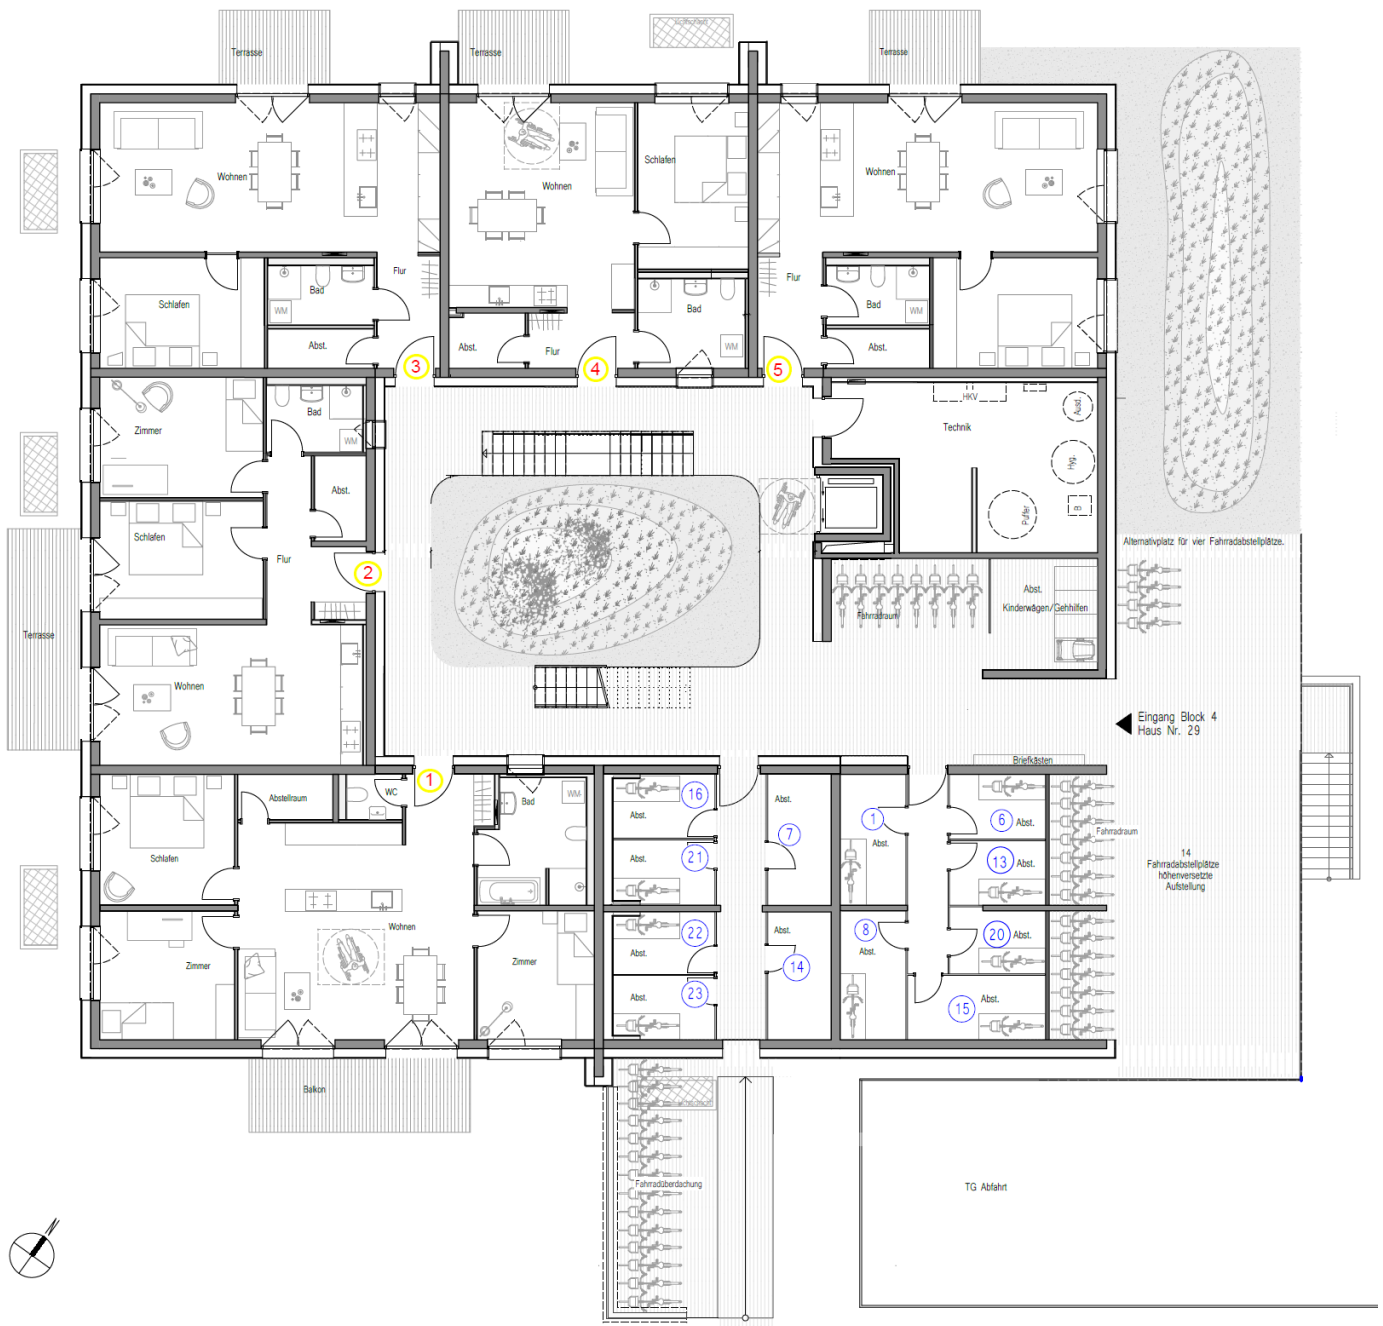 Terrasse
Terrasse
Terrasse
Wohnen
Wohnen
Schlafen
Wohnen
Flur
Bad
WM
Schlafen
Abst.
3
Abst.
Flur
4
Bad
WM
Flur
5
Bad
WM
Abst.
Zimmer
Bad
WM
Abst.
Schlafen
Flur
2
Terrasse
Wohnen
HKV
Technik
Ausd.
Hyg.
Puffer
B
Alternativplatz für vier Fahrradabstellplätze.
Fahrradraum
Abst.
Kinderwägen/Gehhilfen
Eingang Block 4
Haus Nr. 29
Briefkästen
1
Abstellraum
WC
Bad
WM
Schlafen
Zimmer
Wohnen
Zimmer
Balkon
16
Abst.
21
Abst.
22
Abst.
23
Abst.
Abst.
7
Abst.
14
1
Abst.
8
Abst.
6
Abst.
13
Abst.
20
Abst.
15
Abst.
Fahrradraum
14
Fahrradabstellplätze
höhenversetzte
Aufstellung
Fahrradüberdachung
TG Abfahrt